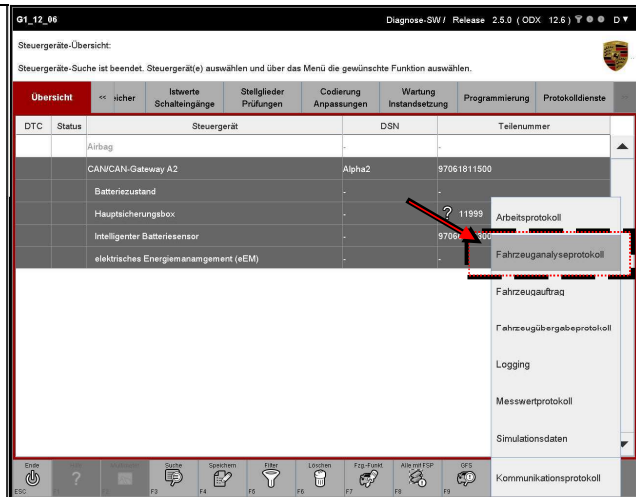 G1_12_06 Diagnose-SW / Release 2.5.0 (ODX 12.6) D
Steuergeräte-Übersicht:
Steuergeräte-Suche ist beendet. Steuergerät(e) auswählen und über das Menü die gewünschte Funktion auswählen.
Übersicht << eicher Istwerte Schalteingänge Stellglieder Prüfungen Codierung Anpassungen Wartung Instandsetzung Programmierung Protokolldienste
DTC Status Steuergerät DSN Teilenummer
Airbag - -
CAN/CAN-Gateway A2 Alpha2 97061811500
Batteriezustand - -
Hauptsicherungsbox - ? 11999
Intelligenter Batteriesensor -
elektrisches Energiemanamgement (eEM) - -
Arbeitsprotokoll
Fahrzeuganalyseprotokoll
Fahrzeugauftrag
Fahrzeugübergabeprotokoll
Logging
Messwertprotokoll
Simulationsdaten
Kommunikationsprotokoll
Ende Suche Speichern Filter Löschen Fzg.-Funkt. Alle mit FSP GFS
ESC F3 F4 F5 F6 F7 F8 F9